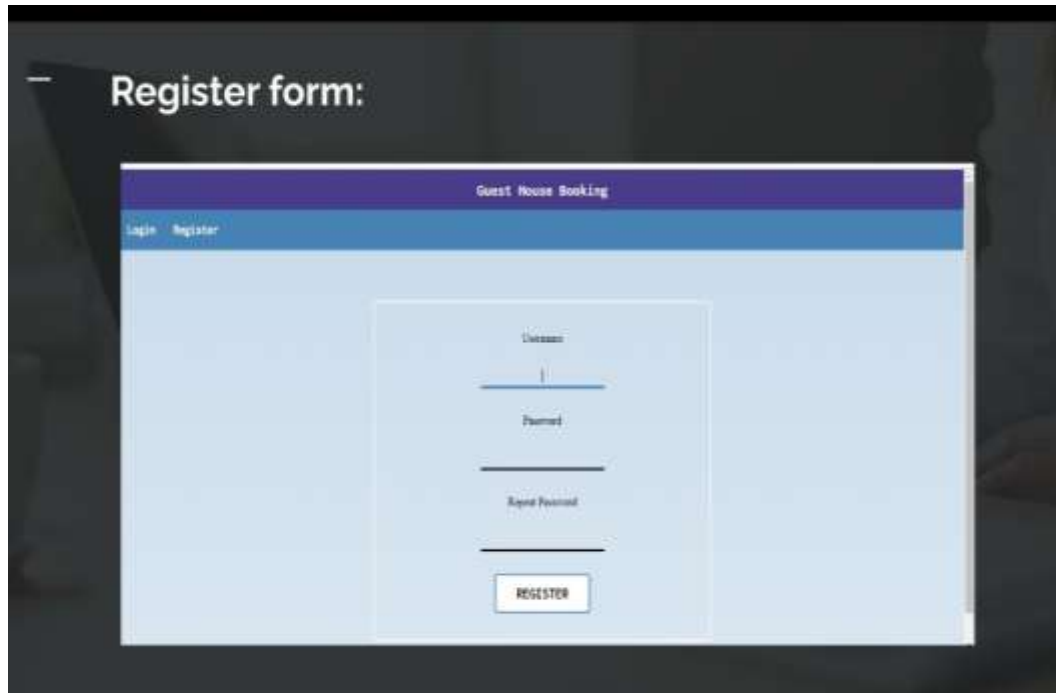 Register form:
Guest House Booking
Login Register
Username
Password
Repeat Password
REGISTER